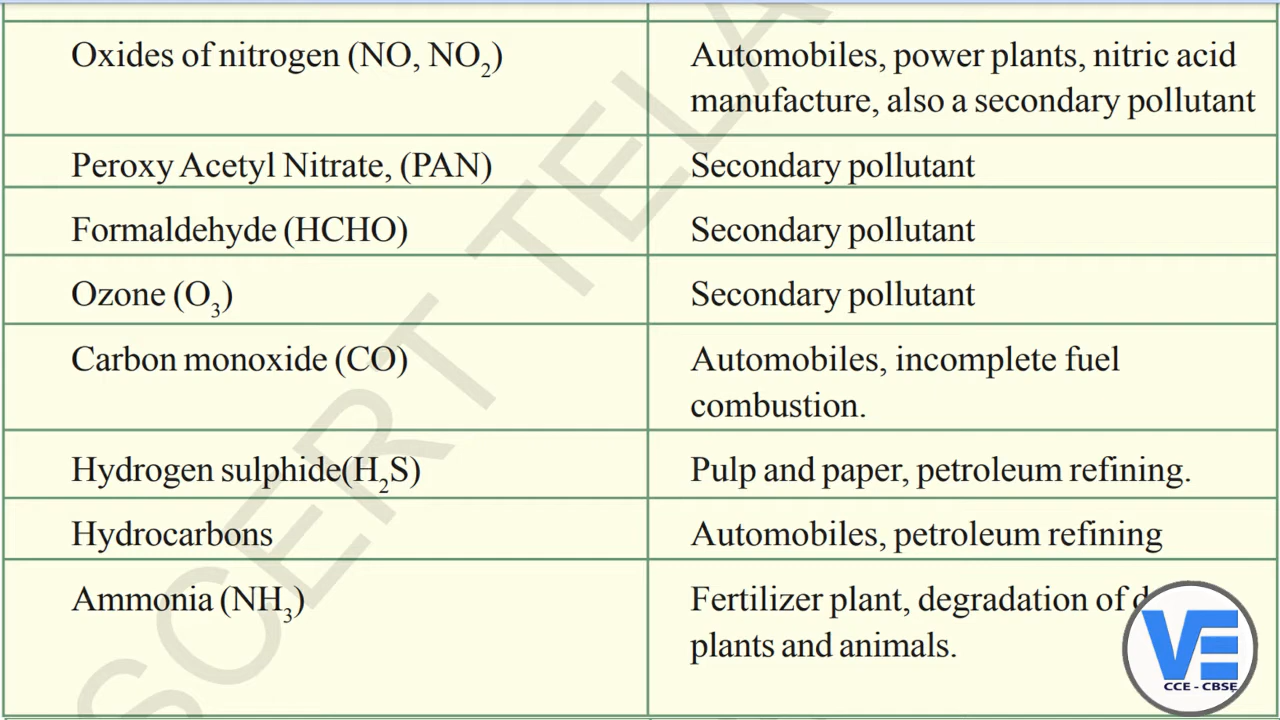 Oxides of nitrogen (NO, NO₂)
Automobiles, power plants, nitric acid
manufacture, also a secondary pollutant
Peroxy Acetyl Nitrate, (PAN)
Secondary pollutant
Formaldehyde (HCHO)
Secondary pollutant
Ozone (O₃)
Secondary pollutant
Carbon monoxide (CO)
Automobiles, incomplete fuel
combustion.
Hydrogen sulphide(H₂S)
Pulp and paper, petroleum refining.
Hydrocarbons
Automobiles, petroleum refining
Ammonia (NH₃)
Fertilizer plant, degradation of
plants and animals.
SCERT TELA
VE
CCE - CBSE